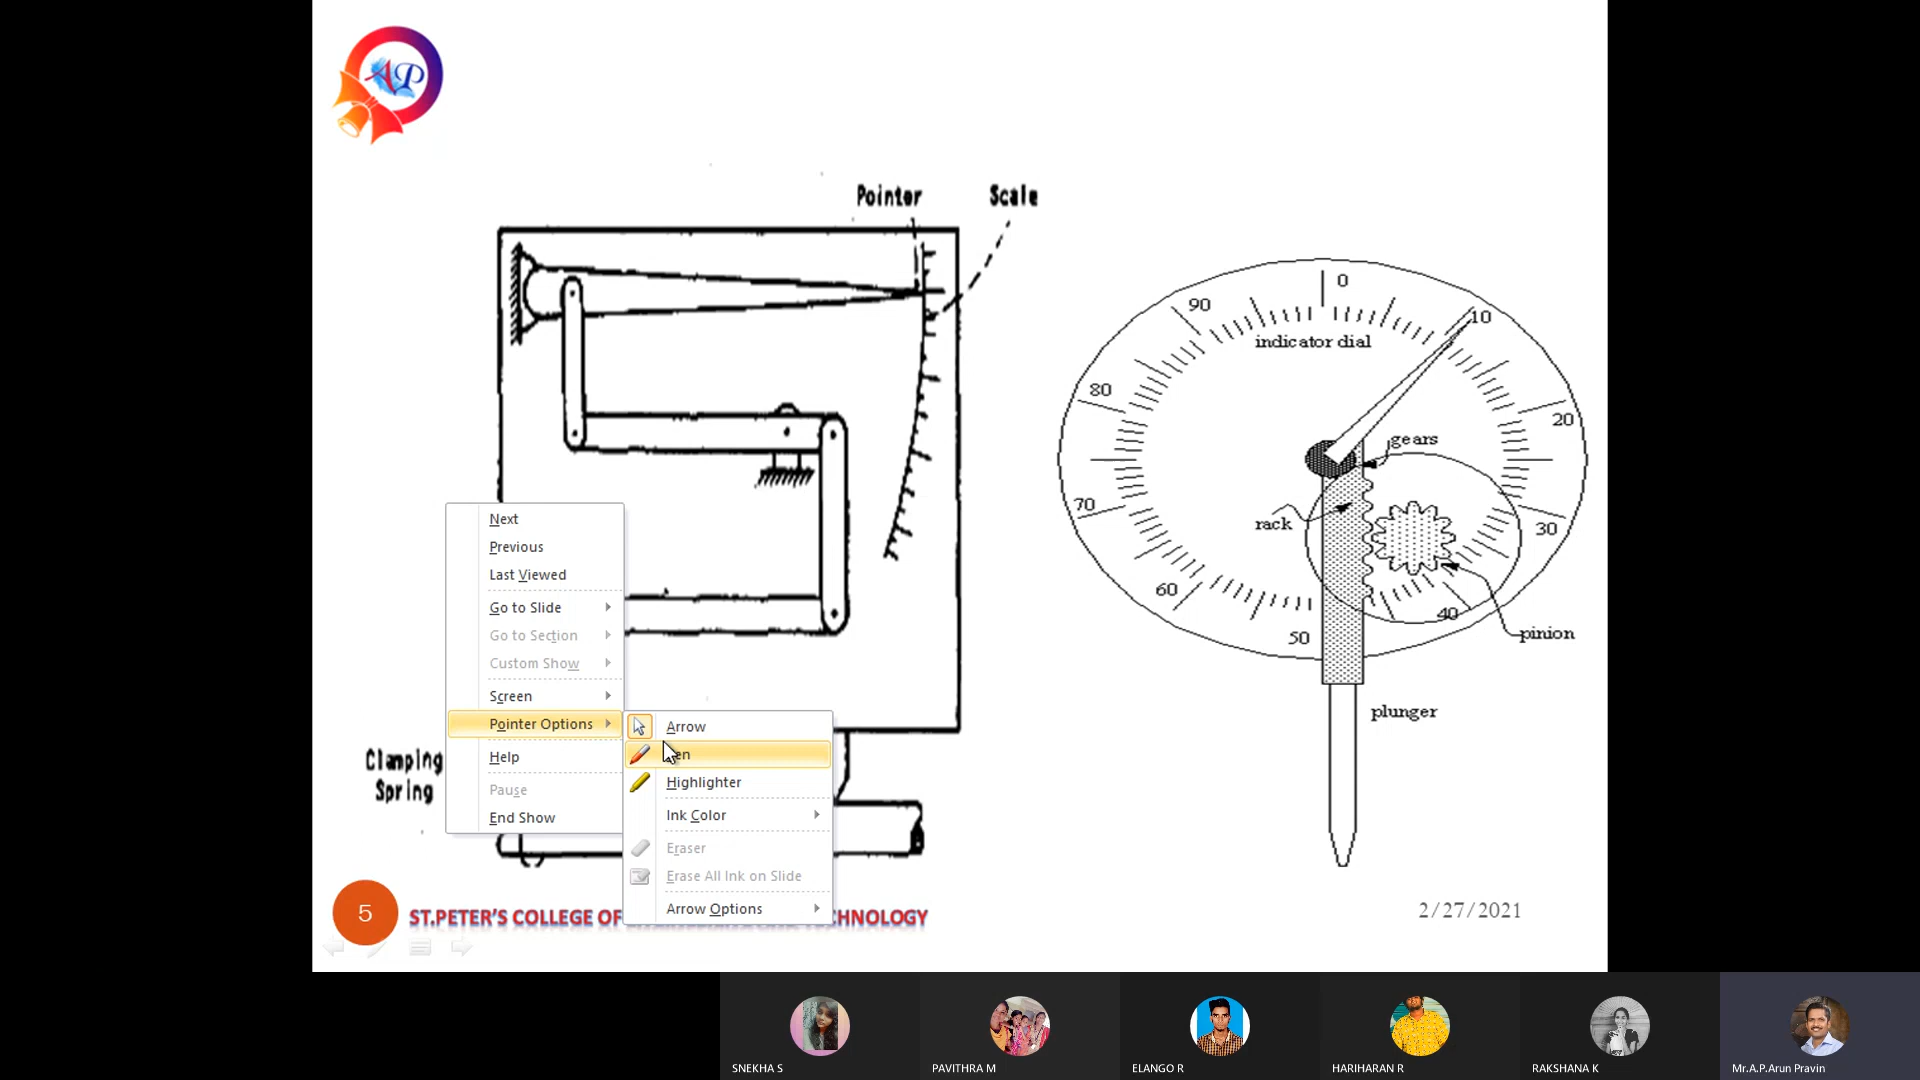 AP
Pointer
Scale
0
10
20
30
40
50
60
70
80
90
indicator dial
gears
rack
pinion
plunger
Clamping
Spring
Next
Previous
Last Viewed
Go to Slide
Go to Section
Custom Show
Screen
Pointer Options
Help
Pause
End Show
Arrow
en
Highlighter
Ink Color
Eraser
Erase All Ink on Slide
Arrow Options
5
ST.PETER'S COLLEGE OF
CHNOLOGY
2/27/2021
SNEKHA S
PAVITHRA M
ELANGO R
HARIHARAN R
RAKSHANA K
Mr.A.P.Arun Pravin